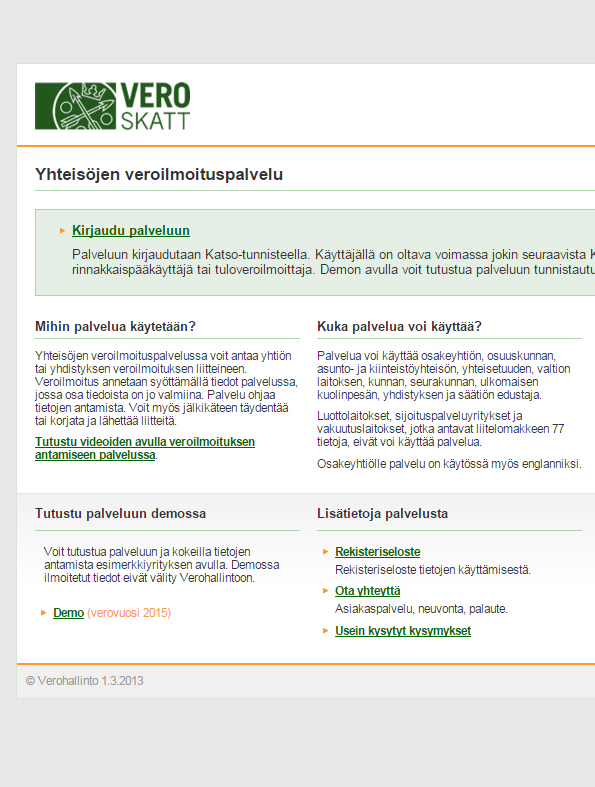 VERO
SKATT
Yhteisöjen veroilmoituspalvelu
Kirjaudu palveluun
Palveluun kirjaudutaan Katso-tunnisteella. Käyttäjällä on oltava voimassa jokin seuraavista
rinnakkaispääkäyttäjä tai tuloveroilmoittaja. Demon avulla voit tutustua palveluun
Mihin palvelua käytetään?
Yhteisöjen veroilmoituspalvelussa voit antaa yhtiön
tai yhdistyksen veroilmoituksen liitteineen.
Veroilmoitus annetaan syöttämällä tiedot palvelussa,
jossa osa tiedoista on jo valmiina. Palvelu ohjaa
tietojen antamista. Voit myös jälkikäteen täydentää
tai korjata ja lähettää liitteitä.
Tutustu videoiden avulla veroilmoituksen
antamiseen palvelussa.
Kuka palvelua voi käyttää?
Palvelua voi käyttää osakeyhtiön, osuuskunnan,
asunto- ja kiinteistöyhteisön, yhteisetuuden, valtion
laitoksen, kunnan, seurakunnan, ulkomaisen
kuolinpesän, yhdistyksen ja säätiön edustaja.
Luottolaitokset, sijoituspalveluyritykset ja
vakuutuslaitokset, jotka antavat liitelomakkeen 77
tietoja, eivät voi käyttää palvelua.
Osakeyhtiölle palvelu on käytössä myös englanniksi.
Tutustu palveluun demossa
Voit tutustua palveluun ja kokeilla tietojen
antamista esimerkkiyrityksen avulla. Demossa
ilmoitetut tiedot eivät välity Verohallintoon.
Demo (verovuosi 2015)
Lisätietoja palvelusta
Rekisteriseloste
Rekisteriseloste tietojen käyttämisestä.
Ota yhteyttä
Asiakaspalvelu, neuvonta, palaute.
Usein kysytyt kysymykset
© Verohallinto 1.3.2013